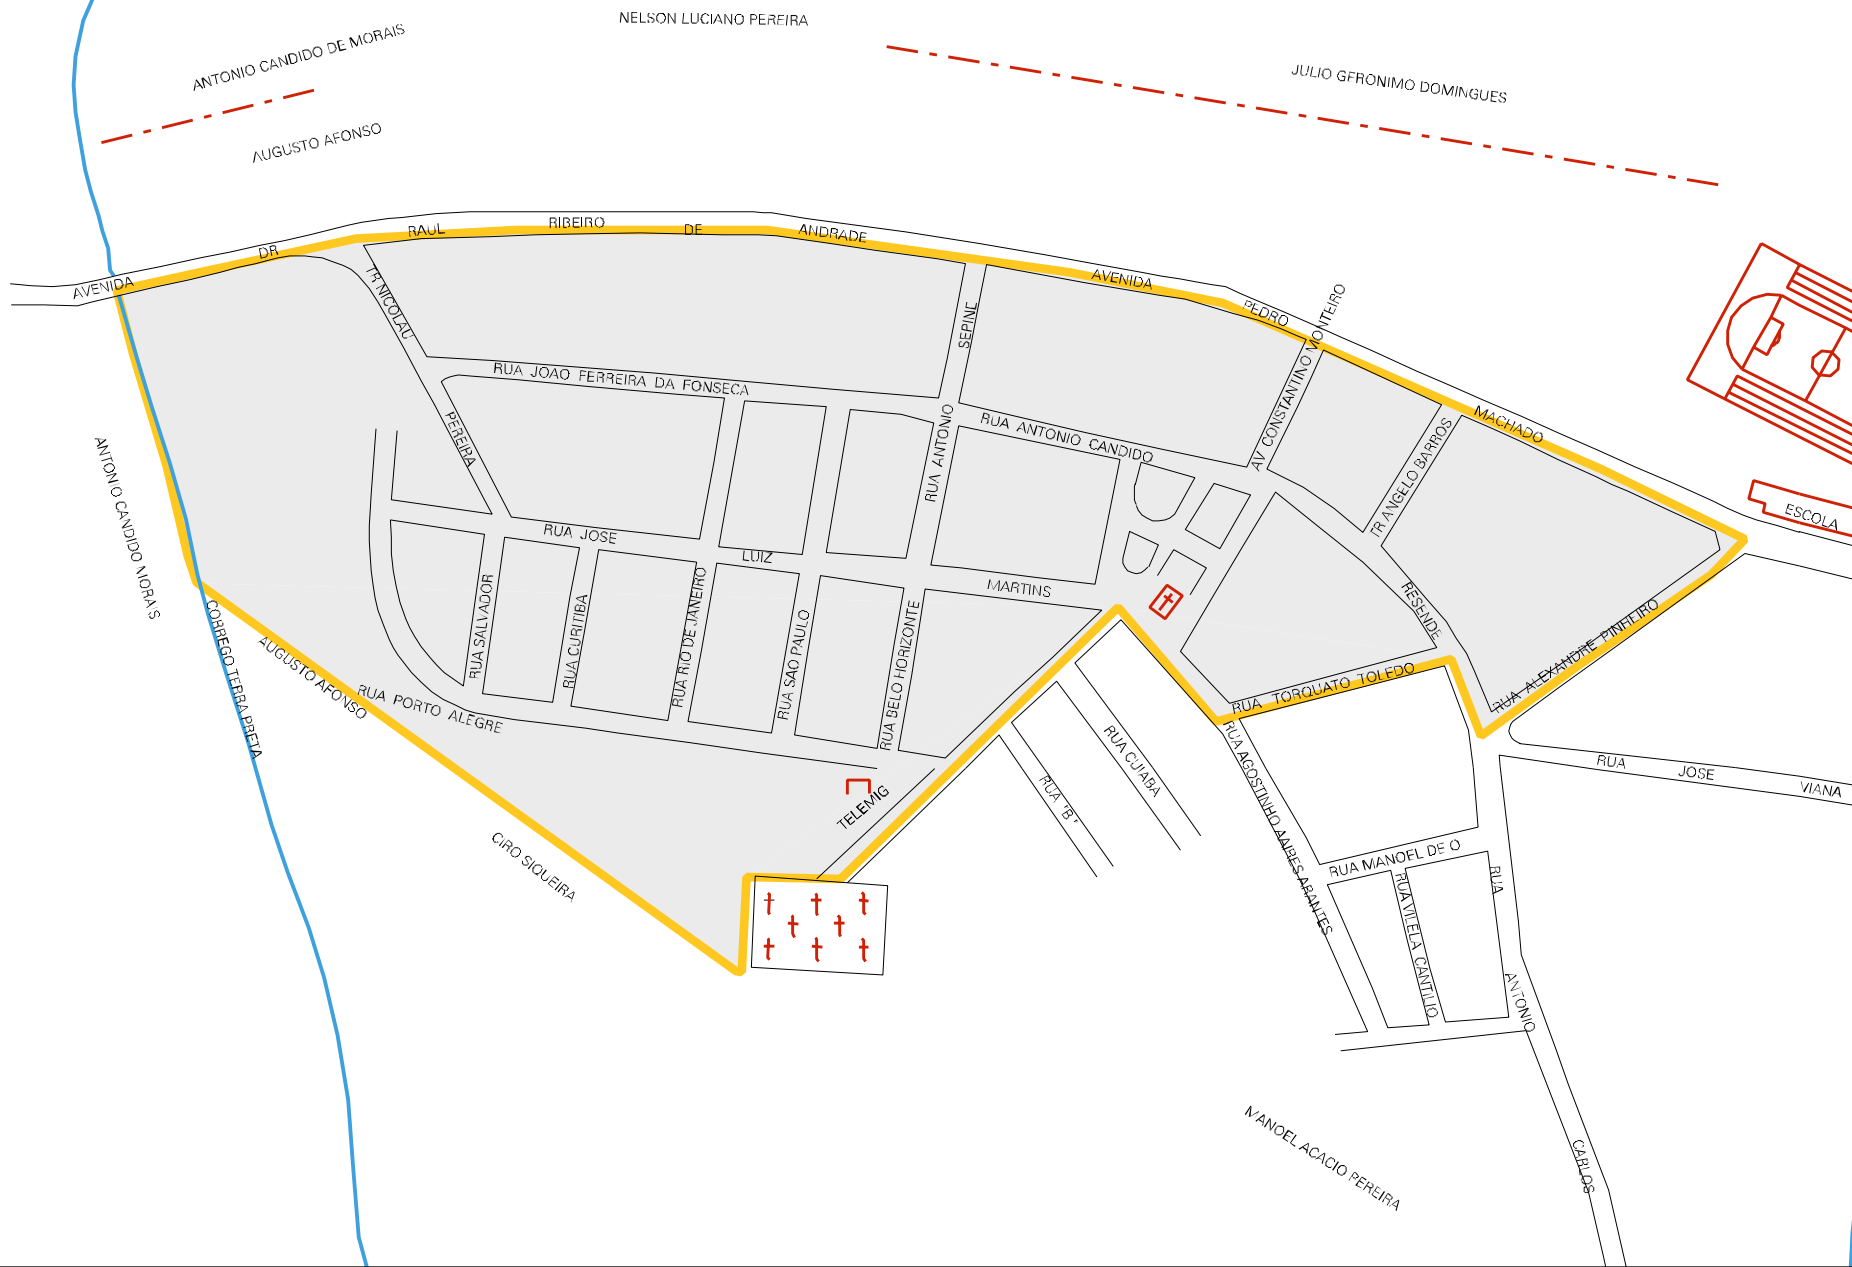 NELSON LUCIANO PEREIRA
ANTONIO CANDIDO DE MORAIS
JULIO GERONIMO DOMINGUES
AUGUSTO AFONSO
AVENIDA DR RAUL RIBEIRO DE ANDRADE
AVENIDA PEDRO MACHADO
TR NICOLAU PEREIRA
SEPINE
AV CONSTANTINO MONTEIRO
RUA JOAO FERREIRA DA FONSECA
RUA ANTONIO
RUA ANTONIO CANDIDO
RESENDE
TR ANGELO BARROS
ESCOLA
ANTONIO CANDIDO MORAIS
RUA JOSE LUIZ MARTINS
RUA SALVADOR
RUA CURITIBA
RUA RIO DE JANEIRO
RUA SAO PAULO
RUA BELO HORIZONTE
CORREGO TERRA PRETA
AUGUSTO AFONSO
RUA PORTO ALEGRE
RUA TORQUATO TOLEDO
RUA ALEXANDRE PINHEIRO
TELEMIG
CIRO SIQUEIRA
RUA "B"
RUA CUIABA
RUA AGOSTINHO AAIRES ARANTES
RUA JOSE VIANA
RUA MANOEL DE O
RUA VILELA CANTILIO
RUA ANTONIO CARLOS
MANOEL ACACIO PEREIRA